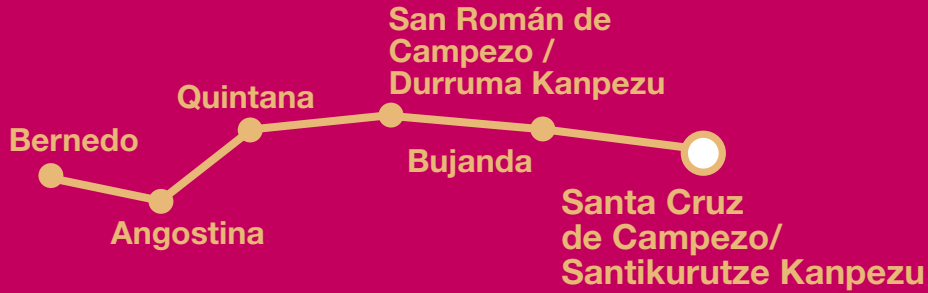 San Román de
Campezo /
Durruma Kanpezu
Quintana
Bernedo
Bujanda
Angostina
Santa Cruz
de Campezo/
Santikurutze Kanpezu